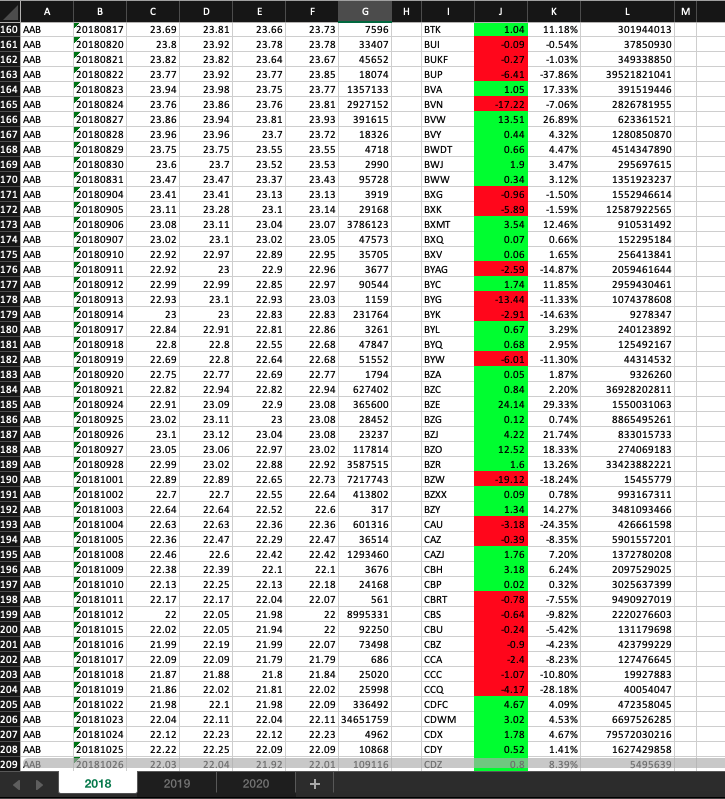 A B C D E F G H I J K L M
160 AAB 20180817 23.69 23.81 23.66 23.73 7596 BTK 1.04 11.18% 301944013
161 AAB 20180820 23.8 23.92 23.78 23.78 33407 BUI -0.09 -0.54% 37850930
162 AAB 20180821 23.82 23.82 23.64 23.67 45652 BUKF -0.27 -1.03% 349338850
163 AAB 20180822 23.77 23.92 23.77 23.85 18074 BUP -6.41 -37.86% 39521821041
164 AAB 20180823 23.94 23.98 23.75 23.77 1357133 BVA 1.05 17.33% 391519446
165 AAB 20180824 23.76 23.86 23.76 23.81 2927152 BVN -17.22 -7.06% 2826781955
166 AAB 20180827 23.86 23.94 23.81 23.93 391615 BVW 13.51 26.89% 623361521
167 AAB 20180828 23.96 23.96 23.7 23.72 18326 BVY 0.44 4.32% 1280850870
168 AAB 20180829 23.75 23.75 23.55 23.55 4718 BWDT 0.66 4.47% 4514347890
169 AAB 20180830 23.6 23.7 23.52 23.53 2990 BWJ 1.9 3.47% 295697615
170 AAB 20180831 23.47 23.47 23.37 23.43 95728 BWW 0.34 3.12% 1351923237
171 AAB 20180904 23.41 23.41 23.13 23.13 3919 BXG -0.96 -1.50% 1552946614
172 AAB 20180905 23.11 23.28 23.1 23.14 29168 BXK -5.89 -1.59% 12587922565
173 AAB 20180906 23.08 23.11 23.04 23.07 3786123 BXMT 3.54 12.46% 910531492
174 AAB 20180907 23.02 23.1 23.02 23.05 47573 BXQ 0.07 0.66% 152295184
175 AAB 20180910 22.92 22.97 22.89 22.95 35705 BXV 0.06 1.65% 256413841
176 AAB 20180911 22.92 23 22.9 22.96 3677 BYAG -2.59 -14.87% 2059461644
177 AAB 20180912 22.99 22.99 22.85 22.97 90544 BYC 1.74 11.85% 2959430461
178 AAB 20180913 22.93 23.1 22.93 23.03 1159 BYG -13.44 -11.33% 1074378608
179 AAB 20180914 23 23 22.83 22.83 231764 BYK -2.91 -14.63% 9278347
180 AAB 20180917 22.84 22.91 22.81 22.86 3261 BYL 0.67 3.29% 240123892
181 AAB 20180918 22.8 22.8 22.55 22.68 47847 BYQ 0.68 2.95% 125492167
182 AAB 20180919 22.69 22.8 22.64 22.68 51552 BYW -6.01 -11.30% 44314532
183 AAB 20180920 22.75 22.77 22.69 22.77 1794 BZA 0.05 1.87% 9326260
184 AAB 20180921 22.82 22.94 22.82 22.94 627402 BZC 0.84 2.20% 36928202811
185 AAB 20180924 22.91 23.09 22.9 23.08 365600 BZE 24.14 29.33% 1550031063
186 AAB 20180925 23.02 23.11 23 23.08 28452 BZG 0.12 0.74% 8865495261
187 AAB 20180926 23.1 23.12 23.04 23.08 23237 BZJ 4.22 21.74% 833015733
188 AAB 20180927 23.05 23.06 22.97 23.02 117814 BZO 12.52 18.33% 274069183
189 AAB 20180928 22.99 23.02 22.88 22.92 3587515 BZR 1.6 13.26% 33423882221
190 AAB 20181001 22.89 22.89 22.65 22.73 7217743 BZW -19.12 -18.24% 15455779
191 AAB 20181002 22.7 22.7 22.55 22.64 413802 BZXX 0.09 0.78% 993167311
192 AAB 20181003 22.64 22.64 22.52 22.6 317 BZY 1.34 14.27% 3481093466
193 AAB 20181004 22.63 22.63 22.36 22.36 601316 CAU -3.18 -24.35% 426661598
194 AAB 20181005 22.36 22.47 22.29 22.47 36514 CAZ -0.39 -8.35% 5901557201
195 AAB 20181008 22.46 22.6 22.42 22.42 1293460 CAZJ 1.76 7.20% 1372780208
196 AAB 20181009 22.38 22.39 22.1 22.1 3676 CBH 3.18 6.24% 2097529025
197 AAB 20181010 22.13 22.25 22.13 22.18 24168 CBP 0.02 0.32% 3025637399
198 AAB 20181011 22.17 22.17 22.04 22.07 561 CBRT -0.78 -7.55% 9490927019
199 AAB 20181012 22 22.05 21.98 22 8995331 CBS -0.64 -9.82% 2220276603
200 AAB 20181015 22.02 22.05 21.94 22 92250 CBU -0.24 -5.42% 131179698
201 AAB 20181016 21.99 22.19 21.99 22.07 73498 CBZ -0.9 -4.23% 423799229
202 AAB 20181017 22.09 22.09 21.79 21.79 686 CCA -2.4 -8.23% 127476645
203 AAB 20181018 21.87 21.88 21.8 21.84 25020 CCC -1.07 -10.80% 19927883
204 AAB 20181019 21.86 22.02 21.81 22.02 25998 CCQ -4.17 -28.18% 40054047
205 AAB 20181022 21.98 22.1 21.98 22.09 336492 CDFC 4.67 4.09% 472358045
206 AAB 20181023 22.04 22.11 22.04 22.11 34651759 CDWM 3.02 4.53% 6697526285
207 AAB 20181024 22.12 22.23 22.12 22.23 4962 CDX 1.78 4.67% 79572030216
208 AAB 20181025 22.22 22.25 22.09 22.09 10868 CDY 0.52 1.41% 1627429858
209 AAB 20181026 22.03 22.04 21.92 22.01 109116 CDZ 0.8 8.39% 5495639
2018 2019 2020 +